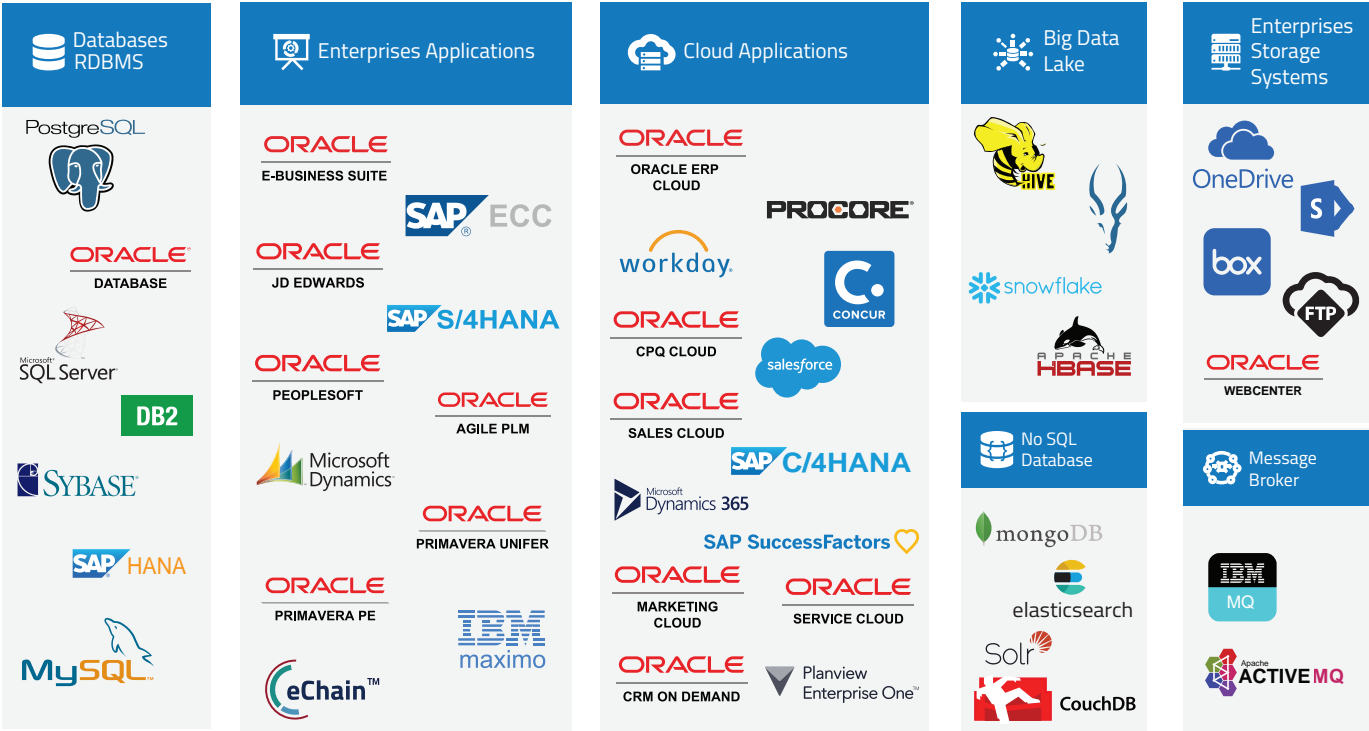 Databases
RDBMS
PostgreSQL
ORACLE®
DATABASE
Microsoft®
SQL Server®
DB2
SYBASE®
SAP HANA
MySQL™
Enterprises Applications
ORACLE
E-BUSINESS SUITE
SAP® ECC
ORACLE
JD EDWARDS
SAP S/4HANA
ORACLE
PEOPLESOFT
ORACLE
AGILE PLM
Microsoft
Dynamics™
ORACLE
PRIMAVERA UNIFER
ORACLE
PRIMAVERA PE
IBM
maximo
eChain™
Cloud Applications
ORACLE
ORACLE ERP
CLOUD
PROCORE®
workday®
C.
CONCUR
ORACLE
CPQ CLOUD
salesforce
ORACLE
SALES CLOUD
SAP C/4HANA
Microsoft
Dynamics 365
SAP SuccessFactors
ORACLE
MARKETING
CLOUD
ORACLE
SERVICE CLOUD
ORACLE
CRM ON DEMAND
Planview
Enterprise One™
Big Data
Lake
HIVE
snowflake
APACHE
HBASE
No SQL
Database
mongoDB
elasticsearch
Solr
CouchDB
Enterprises
Storage
Systems
OneDrive
S
box
FTP
ORACLE
WEBCENTER
Message
Broker
IBM
MQ
Apache
ACTIVEMQ